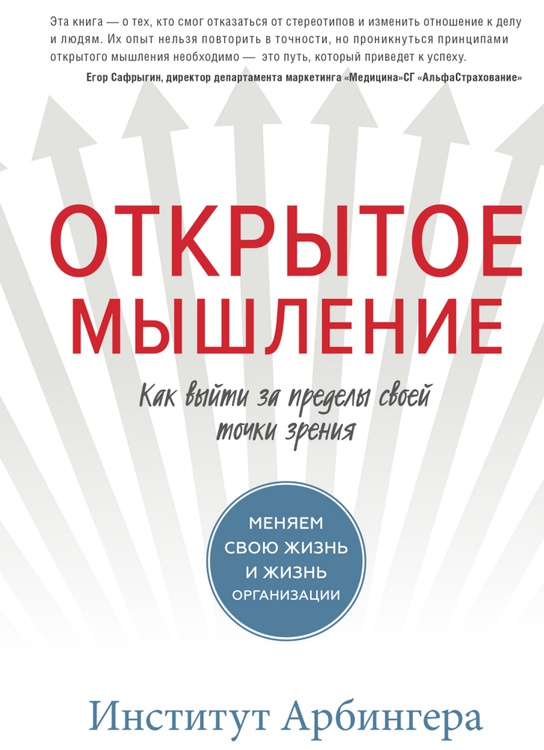 Эта книга — о тех, кто смог отказаться от стереотипов и изменить отношение к делу
и людям. Их опыт нельзя повторить в точности, но проникнуться принципами
открытого мышления необходимо — это путь, который приведет к успеху.
Егор Сафрыгин, директор департамента маркетинга «Медицина»СГ «АльфаСтрахование»
ОТКРЫТОЕ
МЫШЛЕНИЕ
Как выйти за пределы своей
точки зрения
МЕНЯЕМ
СВОЮ ЖИЗНЬ
И ЖИЗНЬ
ОРГАНИЗАЦИИ
Институт Арбингера